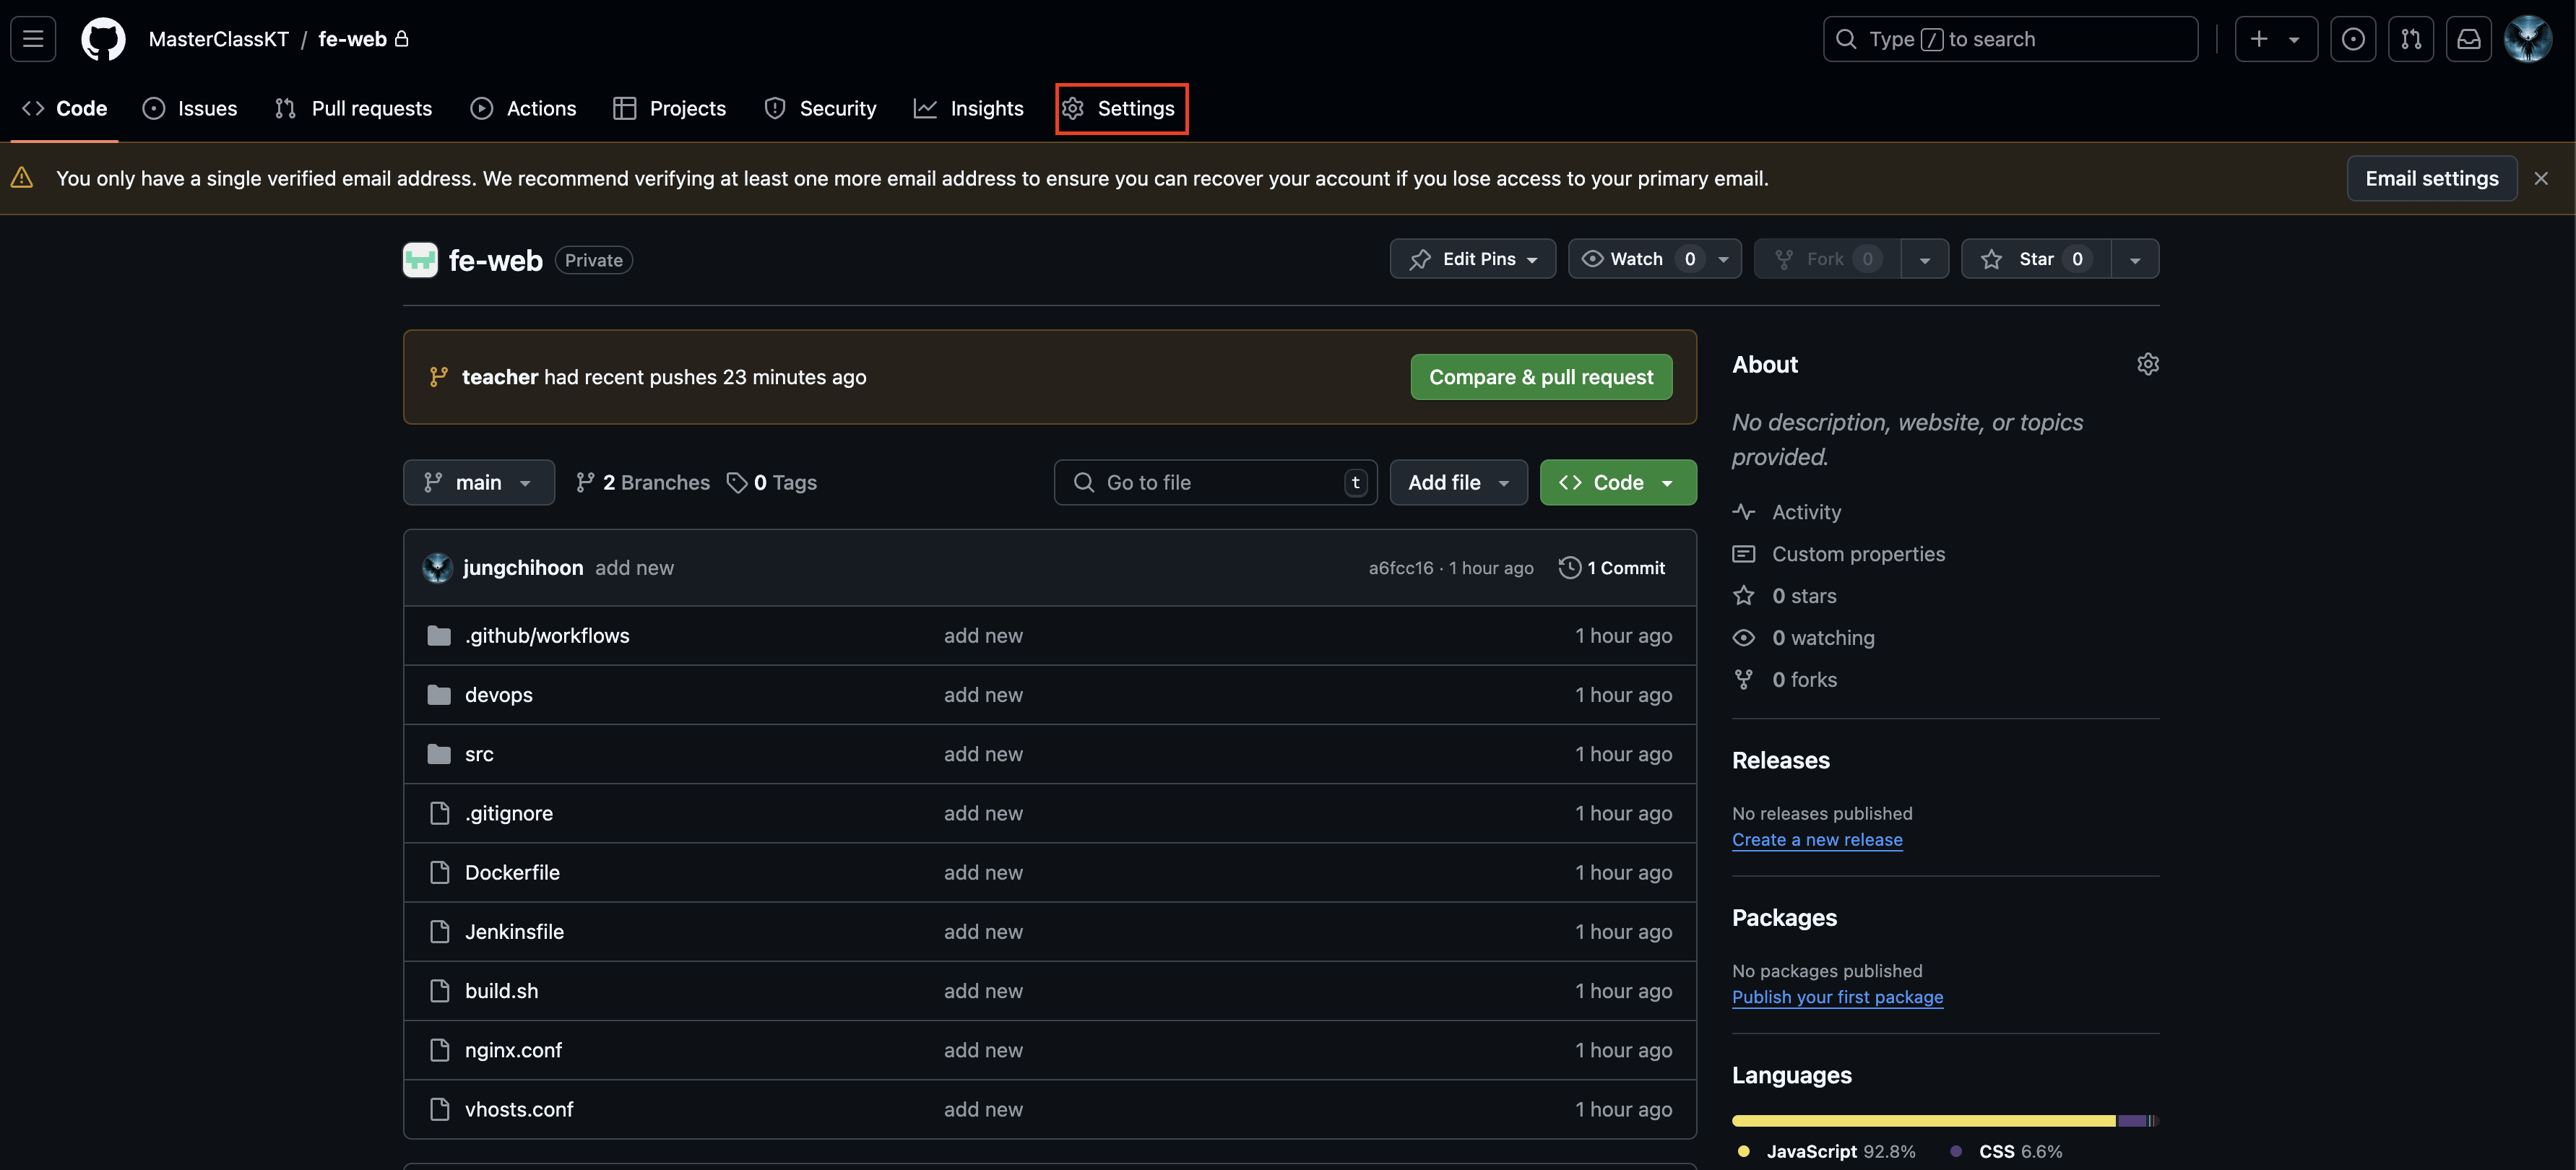 MasterClassKT / fe-web
Type / to search
Code Issues Pull requests Actions Projects Security Insights Settings
You only have a single verified email address. We recommend verifying at least one more email address to ensure you can recover your account if you lose access to your primary email.
Email settings
fe-web Private
Edit Pins Watch 0 Fork 0 Star 0
teacher had recent pushes 23 minutes ago
Compare & pull request
main 2 Branches 0 Tags
Go to file t Add file Code
jungchihoon add new a6fcc16 · 1 hour ago 1 Commit
.github/workflows add new 1 hour ago
devops add new 1 hour ago
src add new 1 hour ago
.gitignore add new 1 hour ago
Dockerfile add new 1 hour ago
Jenkinsfile add new 1 hour ago
build.sh add new 1 hour ago
nginx.conf add new 1 hour ago
vhosts.conf add new 1 hour ago
About
No description, website, or topics
provided.
Activity
Custom properties
0 stars
0 watching
0 forks
Releases
No releases published
Create a new release
Packages
No packages published
Publish your first package
Languages
JavaScript 92.8% CSS 6.6%